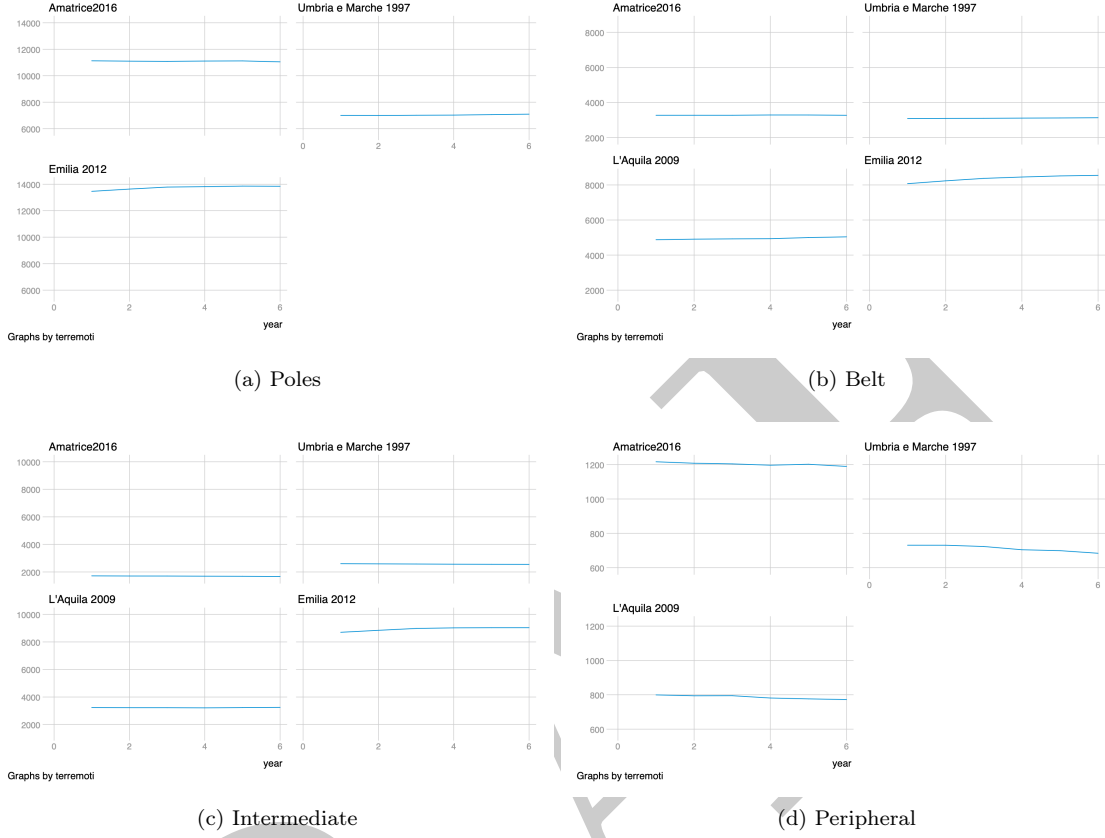 Amatrice2016 Umbria e Marche 1997
14000
12000
10000
8000
6000
0 2 4 6
Emilia 2012
14000
12000
10000
8000
6000
0 2 4 6
year
Graphs by terremoti
(a) Poles
Amatrice2016 Umbria e Marche 1997
8000
6000
4000
2000
L'Aquila 2009 Emilia 2012
8000
6000
4000
2000
0 2 4 6 0 2 4 6
year
Graphs by terremoti
(b) Belt
Amatrice2016 Umbria e Marche 1997
10000
8000
6000
4000
2000
L'Aquila 2009 Emilia 2012
10000
8000
6000
4000
2000
0 2 4 6 0 2 4 6
year
Graphs by terremoti
(c) Intermediate
Amatrice2016 Umbria e Marche 1997
1200
1000
800
600
0 2 4 6
L'Aquila 2009
1200
1000
800
600
0 2 4 6
year
Graphs by terremoti
(d) Peripheral